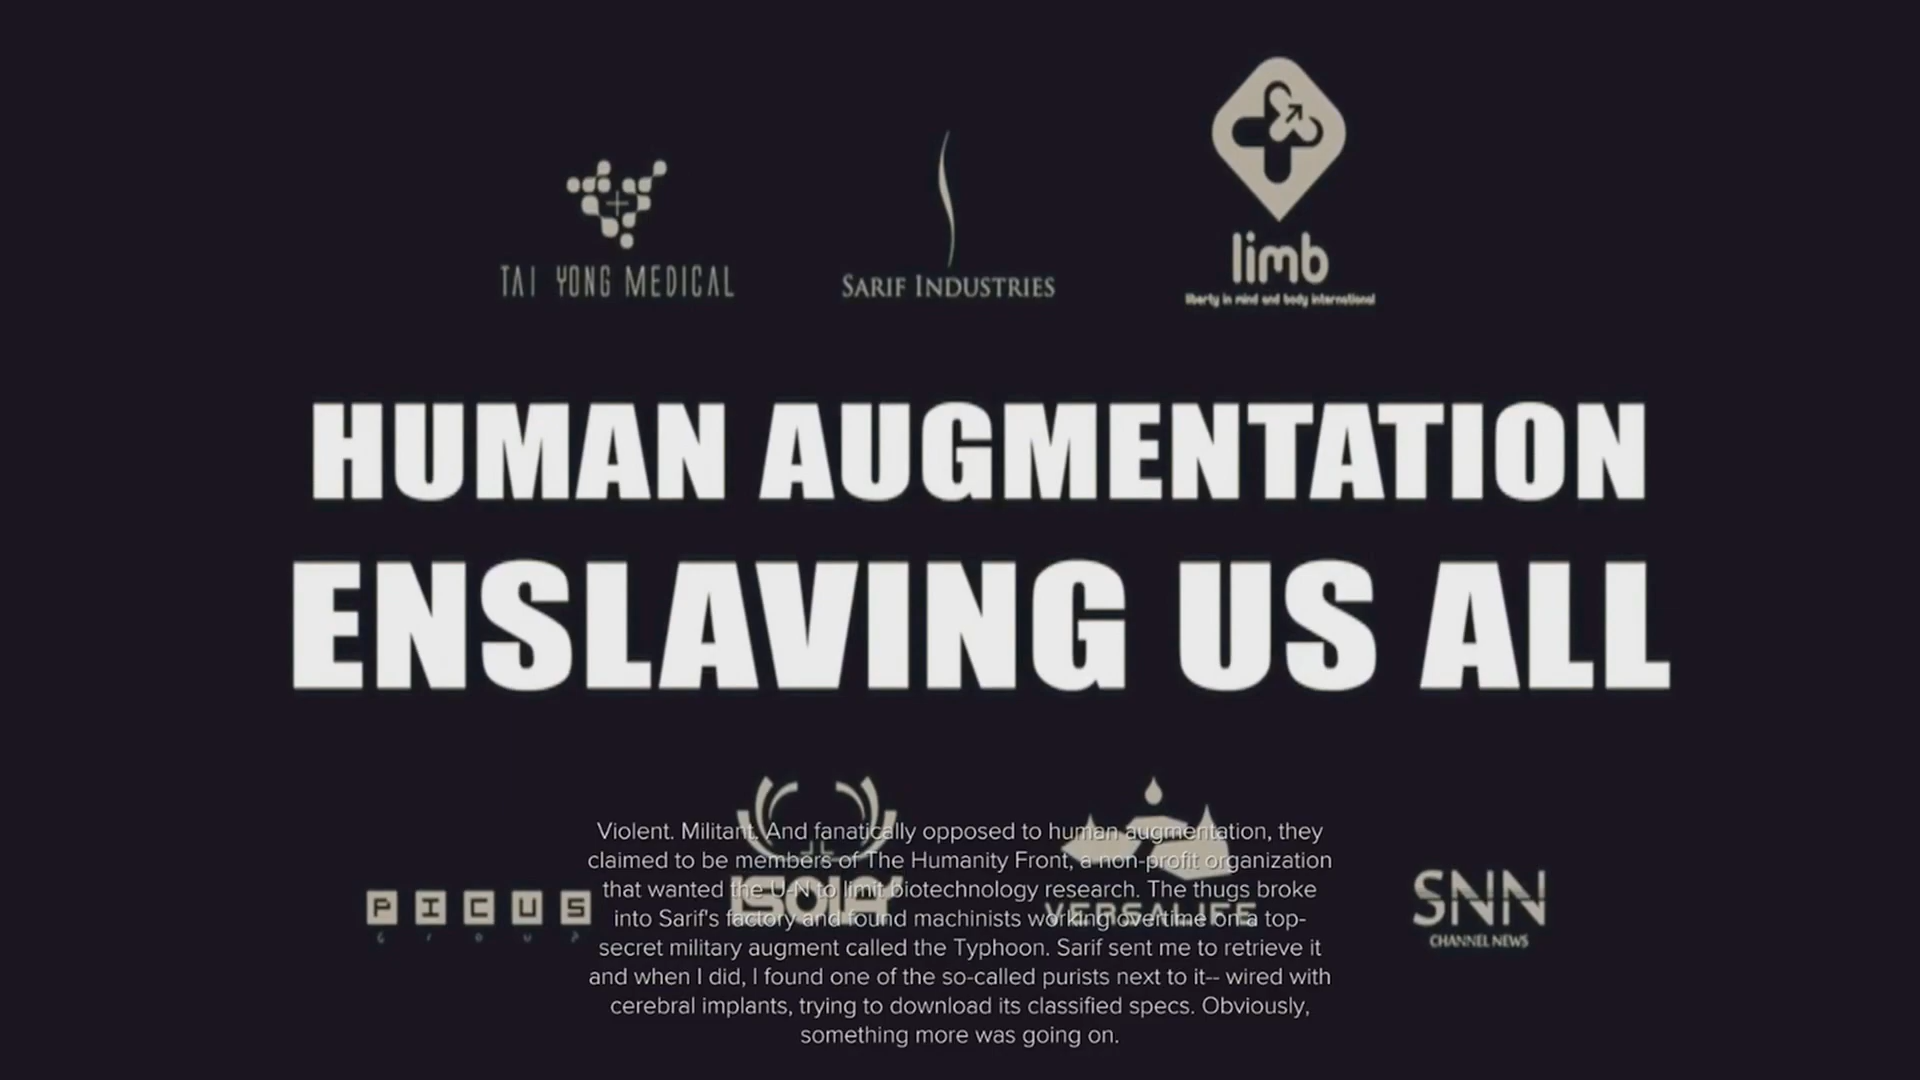 TAI YONG MEDICAL
SARIF INDUSTRIES
limb
liberty in mind and body international
HUMAN AUGMENTATION
ENSLAVING US ALL
Violent. Militant. And fanatically opposed to human augmentation, they
claimed to be members of The Humanity Front, a non-profit organization
that wanted the U-N to limit biotechnology research. The thugs broke
into Sarif's factory and found machinists working overtime on a top-
secret military augment called the Typhoon. Sarif sent me to retrieve it
and when I did, I found one of the so-called purists next to it-- wired with
cerebral implants, trying to download its classified specs. Obviously,
something more was going on.
PICUS
group
VERSALIFE
SNN
CHANNEL NEWS